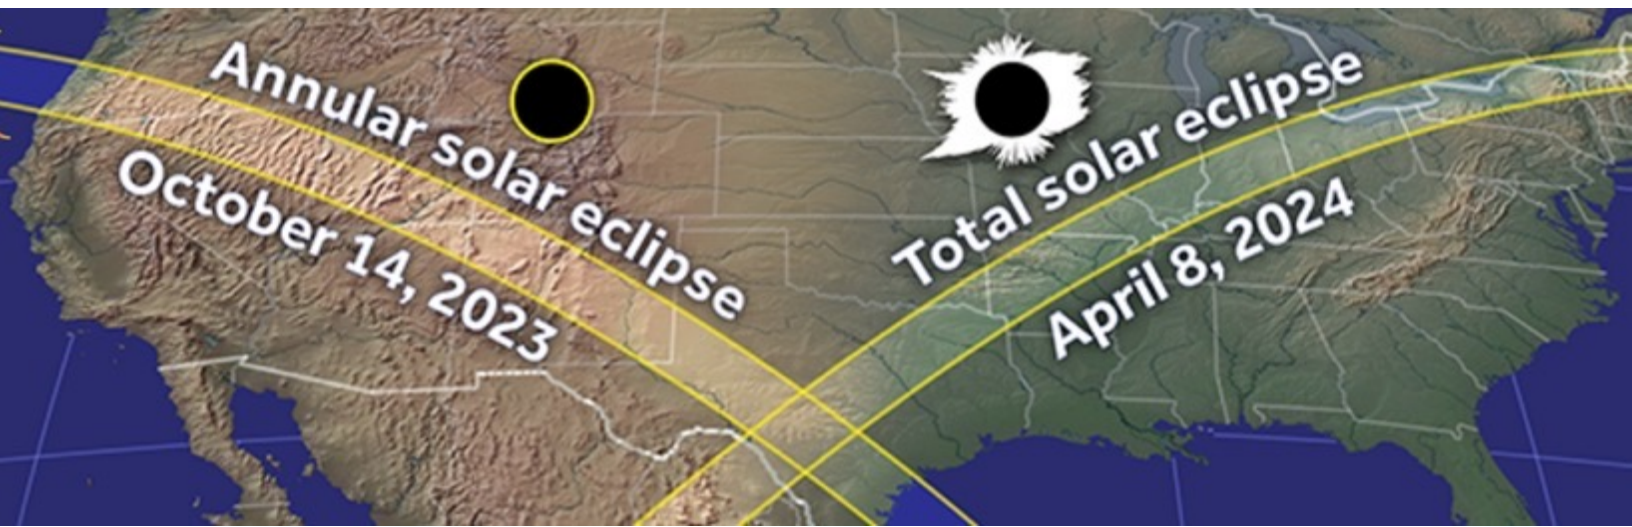 Annular solar eclipse
October 14, 2023
Total solar eclipse
April 8, 2024